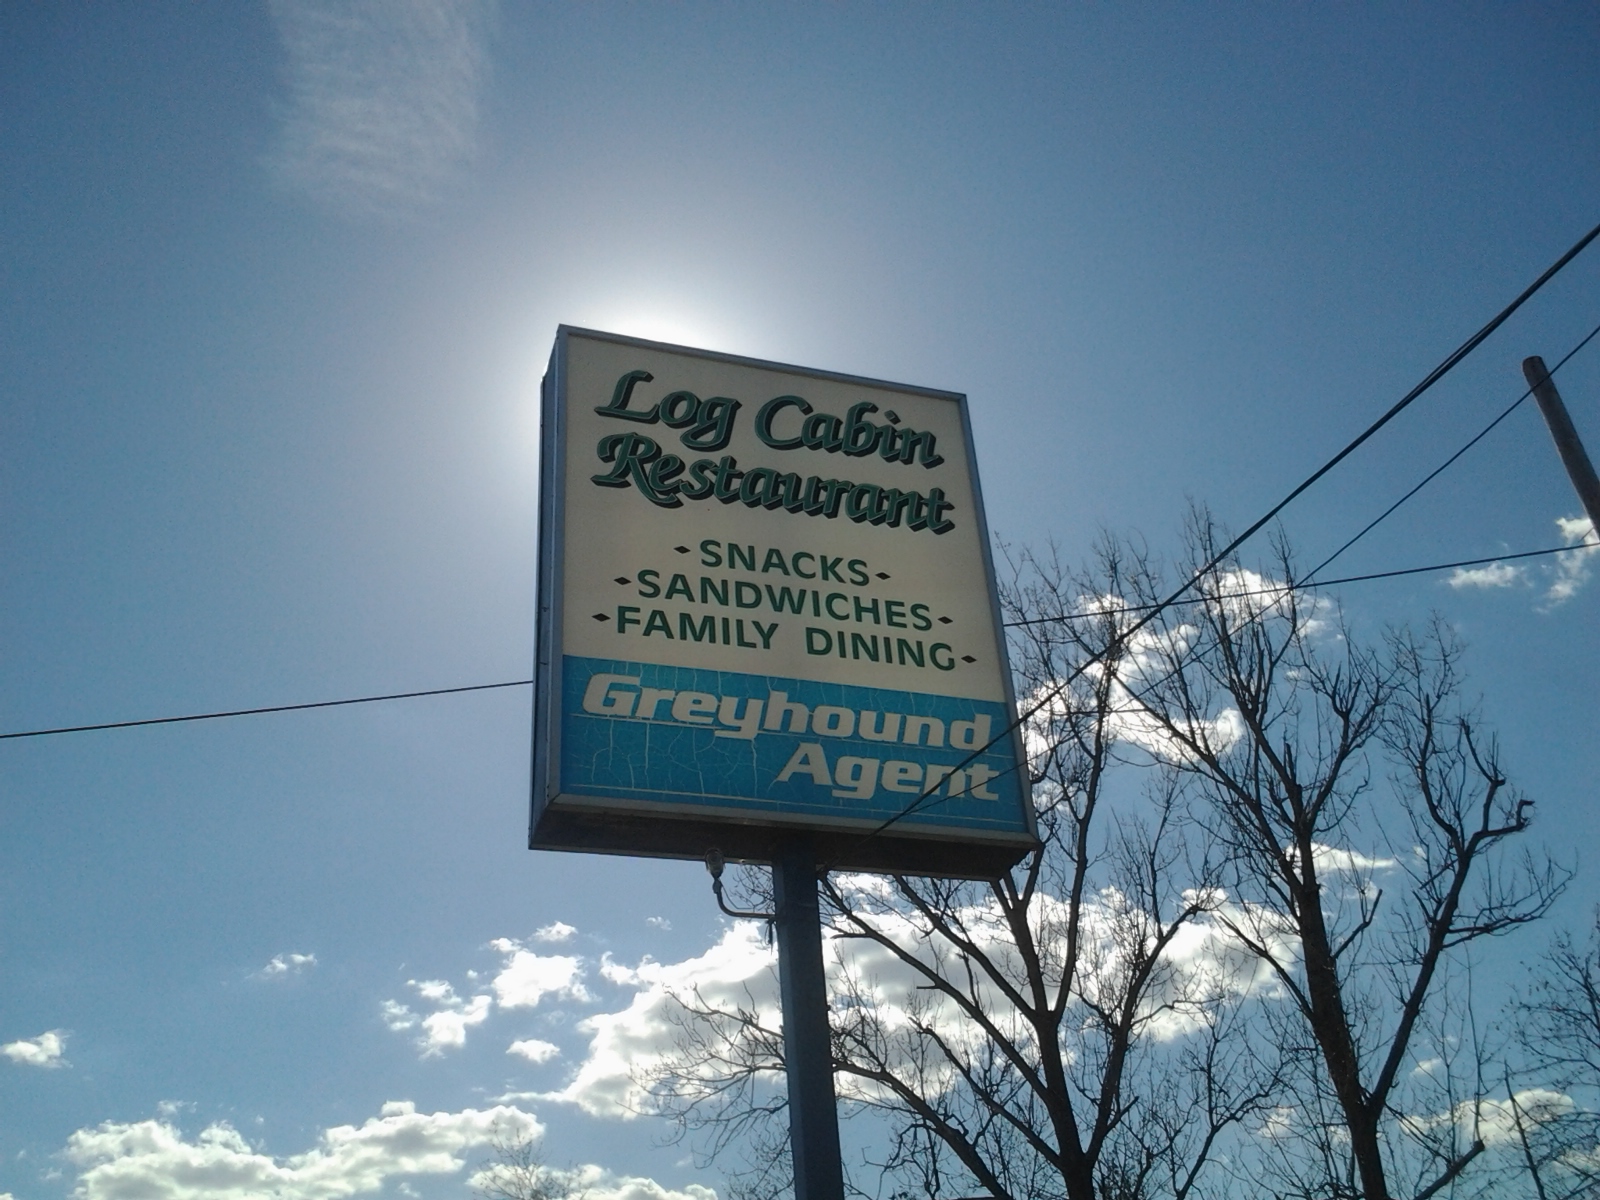 Log Cabin
Restaurant
SNACKS
SANDWICHES
FAMILY DINING
Greyhound
Agent